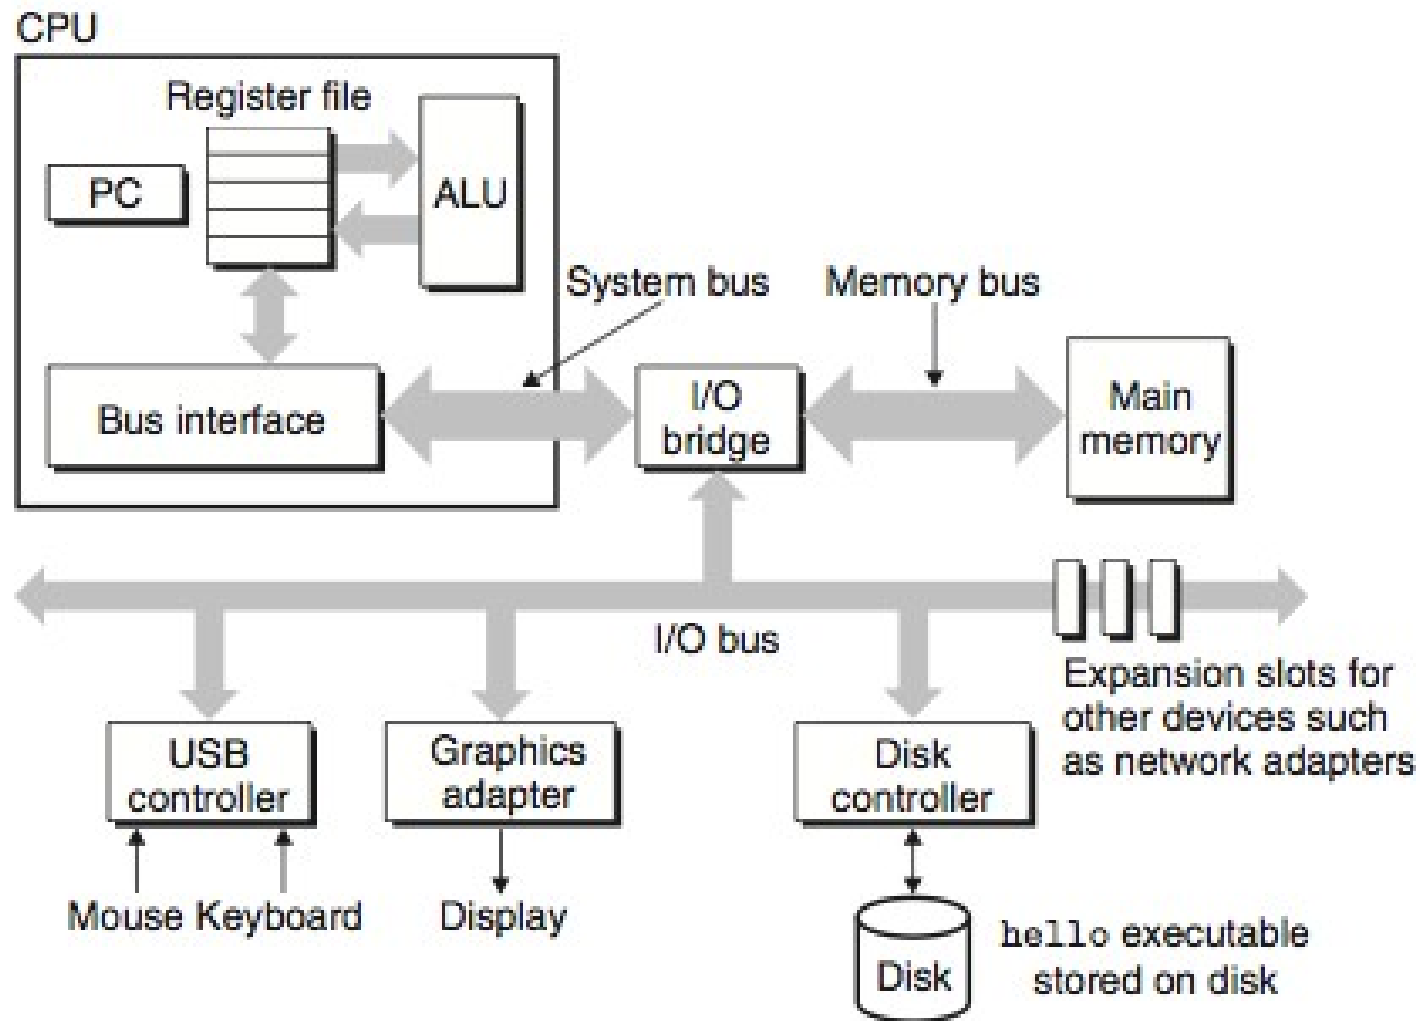 CPU
Register file
PC
ALU
System bus
Memory bus
Bus interface
I/O
bridge
Main
memory
I/O bus
Expansion slots for
other devices such
as network adapters
USB
controller
Graphics
adapter
Disk
controller
Mouse Keyboard
Display
Disk
hello executable
stored on disk